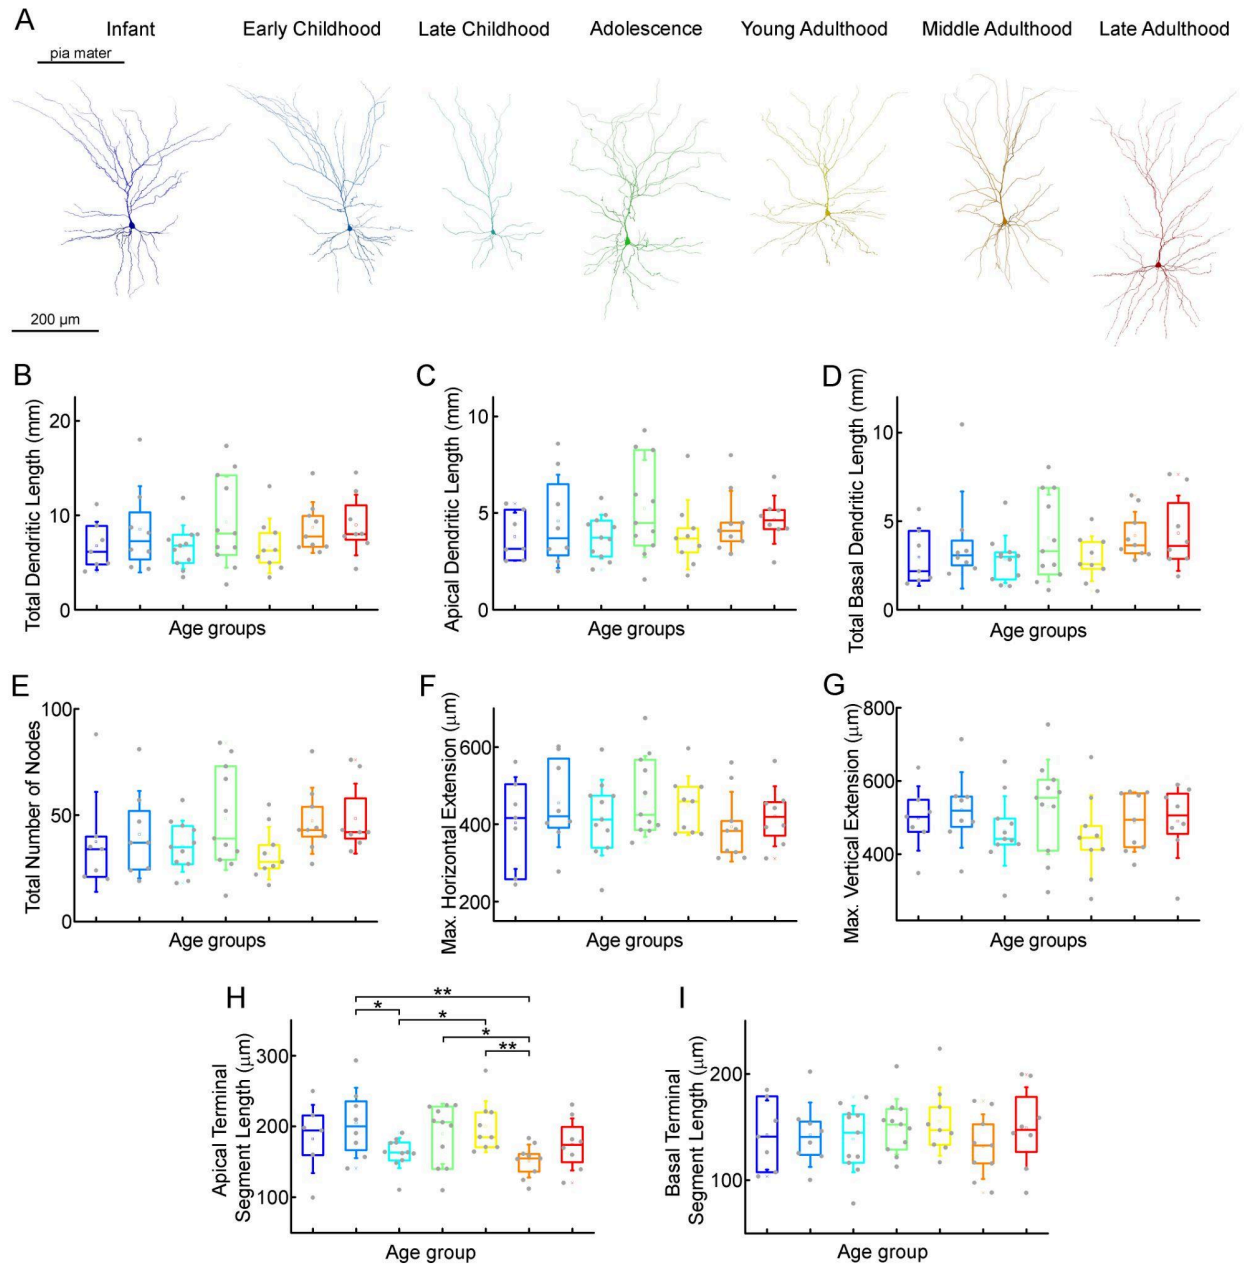 A
Infant
Early Childhood
Late Childhood
Adolescence
Young Adulthood
Middle Adulthood
Late Adulthood
pia mater
200 µm
B
Total Dendritic Length (mm)
20
10
0
Age groups
C
Apical Dendritic Length (mm)
10
5
0
Age groups
D
Total Basal Dendritic Length (mm)
10
5
0
Age groups
E
Total Number of Nodes
100
50
0
Age groups
F
Max. Horizontal Extension (µm)
600
400
200
Age groups
G
Max. Vertical Extension (µm)
800
600
400
Age groups
H
**
*
*
*
**
Apical Terminal
Segment Length (µm)
300
200
100
Age group
I
Basal Terminal
Segment Length (µm)
200
100
Age group